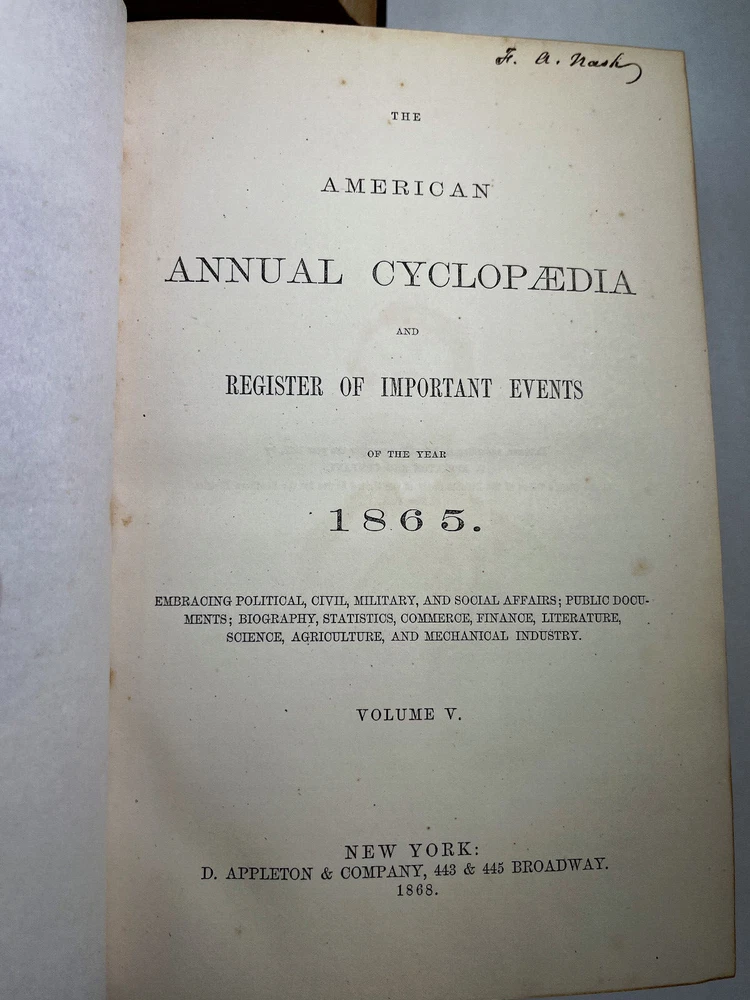 F. A. Nash
THE
AMERICAN
ANNUAL CYCLOPÆDIA
AND
REGISTER OF IMPORTANT EVENTS
OF THE YEAR
1865.
EMBRACING POLITICAL, CIVIL, MILITARY, AND SOCIAL AFFAIRS; PUBLIC DOCU-
MENTS; BIOGRAPHY, STATISTICS, COMMERCE, FINANCE, LITERATURE,
SCIENCE, AGRICULTURE, AND MECHANICAL INDUSTRY.
VOLUME V.
NEW YORK:
D. APPLETON & COMPANY, 443 & 445 BROADWAY.
1868.